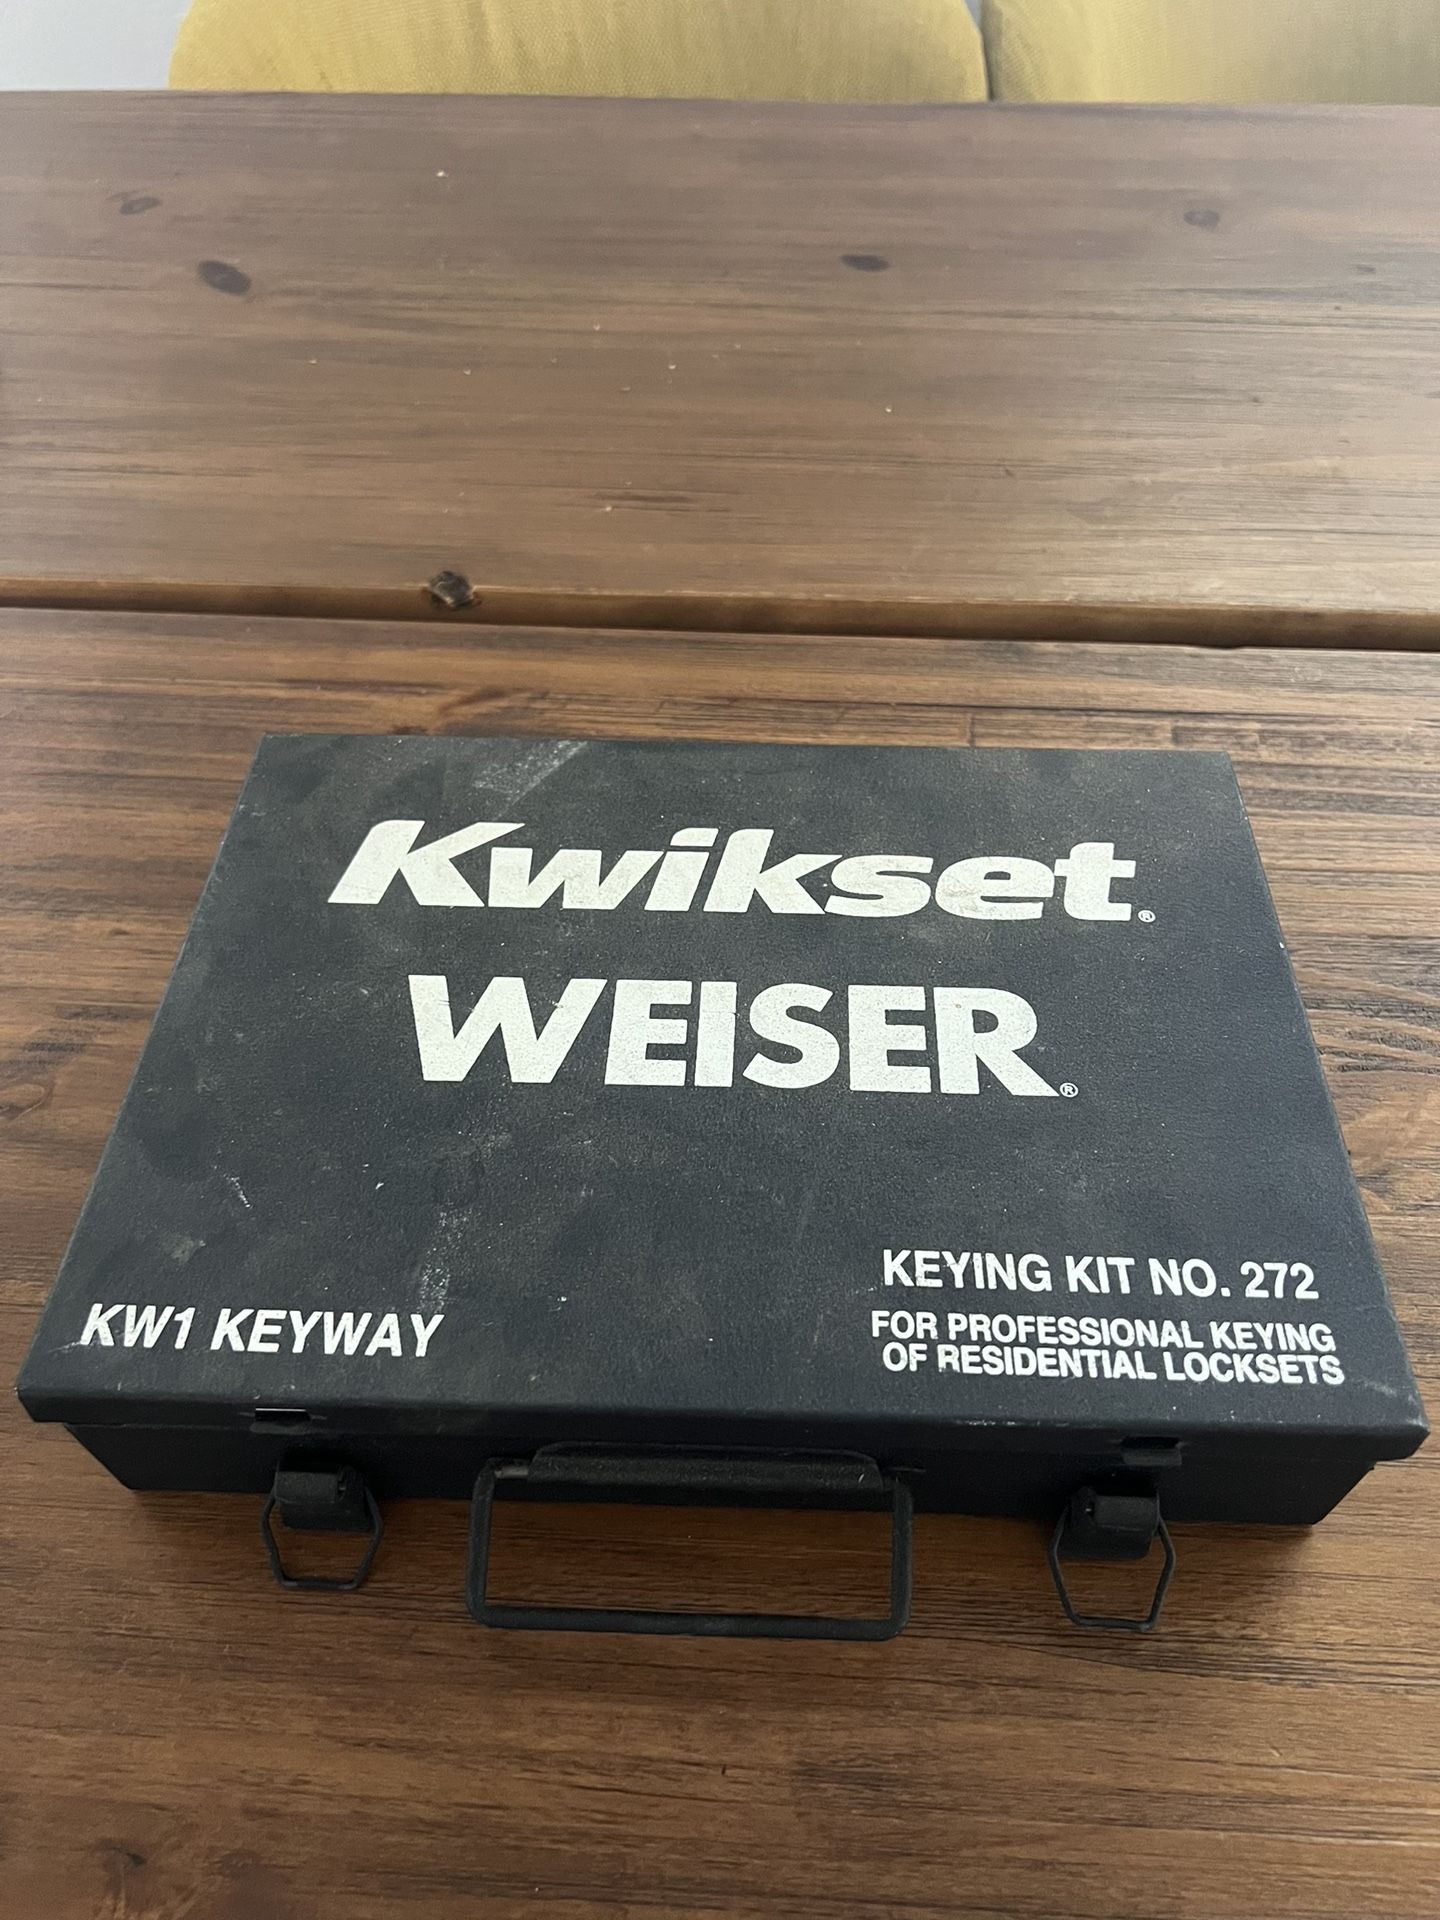 Kwikset®
WEISER®
KEYING KIT NO. 272
KW1 KEYWAY
FOR PROFESSIONAL KEYING
OF RESIDENTIAL LOCKSETS